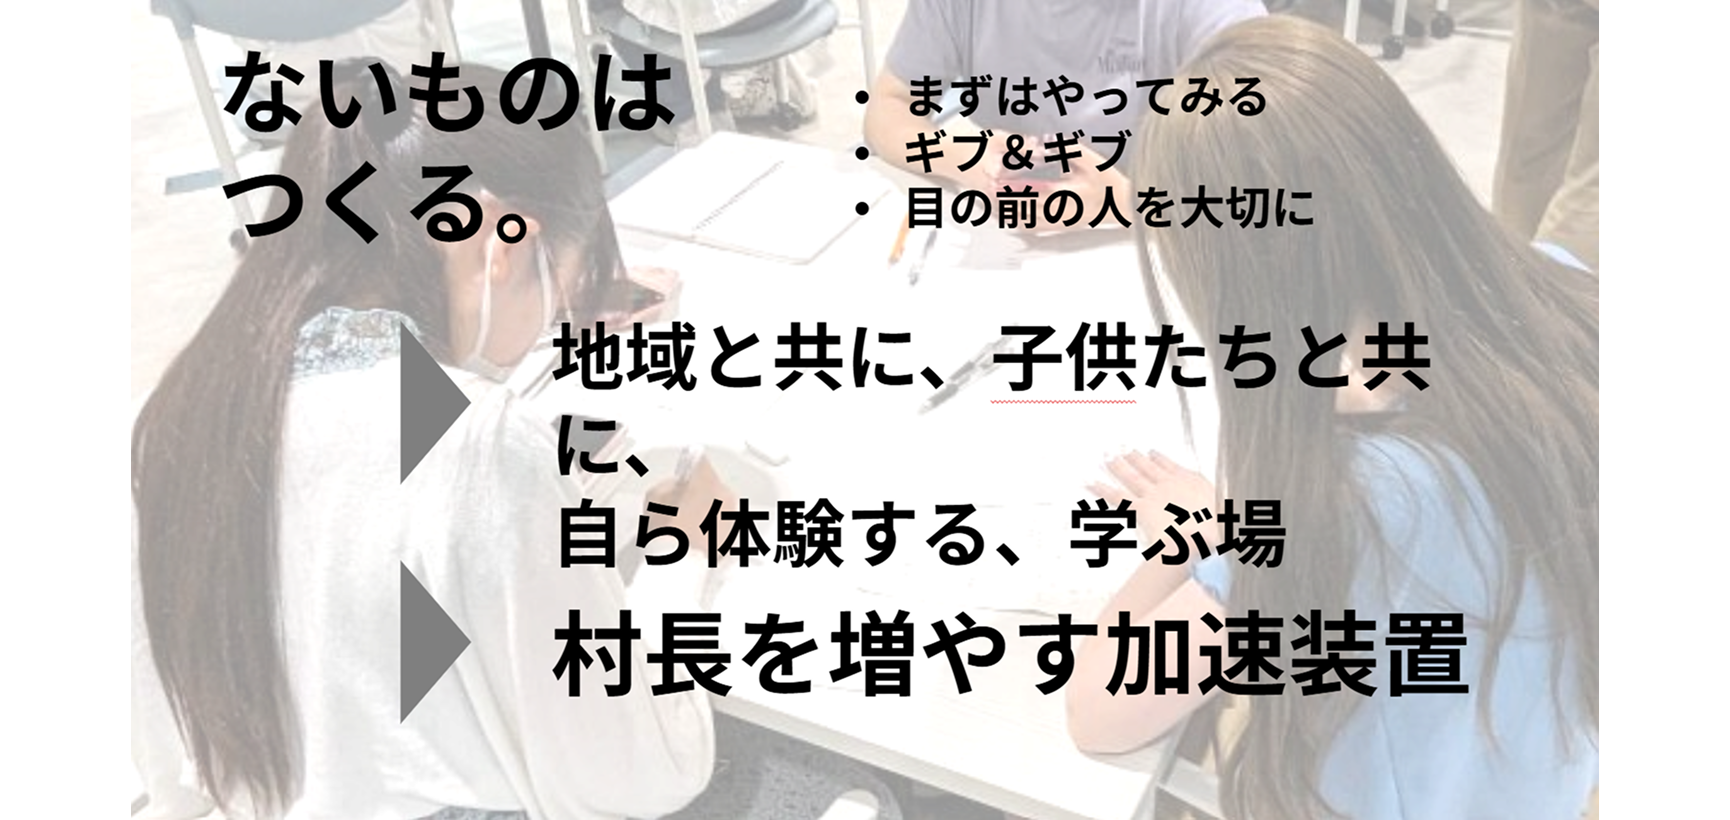 ないものは
つくる。
・ まずはやってみる
・ ギブ＆ギブ
・ 目の前の人を大切に
地域と共に、子供たちと共
に、
自ら体験する、学ぶ場
村長を増やす加速装置